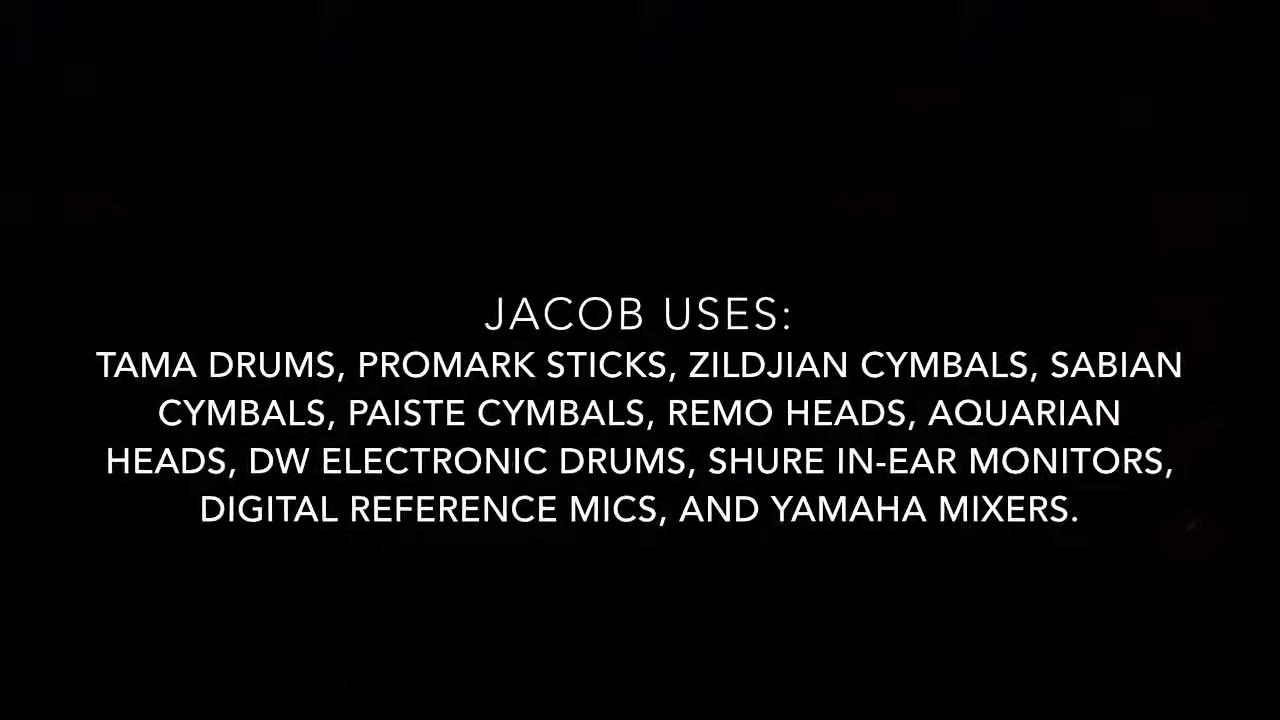 JACOB USES:
TAMA DRUMS, PROMARK STICKS, ZILDJIAN CYMBALS, SABIAN
CYMBALS, PAISTE CYMBALS, REMO HEADS, AQUARIAN
HEADS, DW ELECTRONIC DRUMS, SHURE IN-EAR MONITORS,
DIGITAL REFERENCE MICS, AND YAMAHA MIXERS.